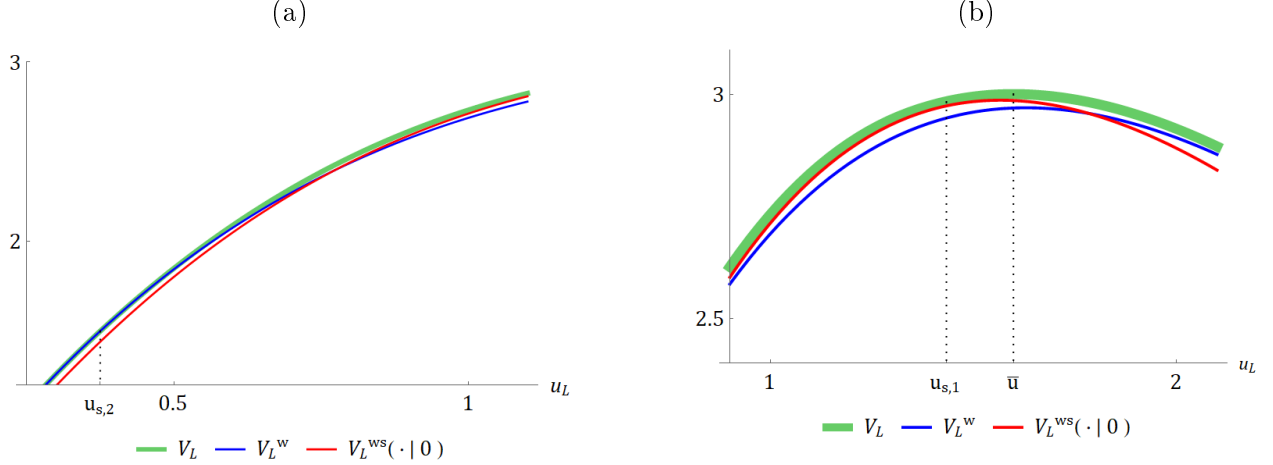 (a)
3
2
u_{s,2}
0.5
1
u_L
V_L
V_L^w
V_L^{ws}(·|0)
(b)
3
2.5
1
u_{s,1}
ū
2
u_L
V_L
V_L^w
V_L^{ws}(·|0)